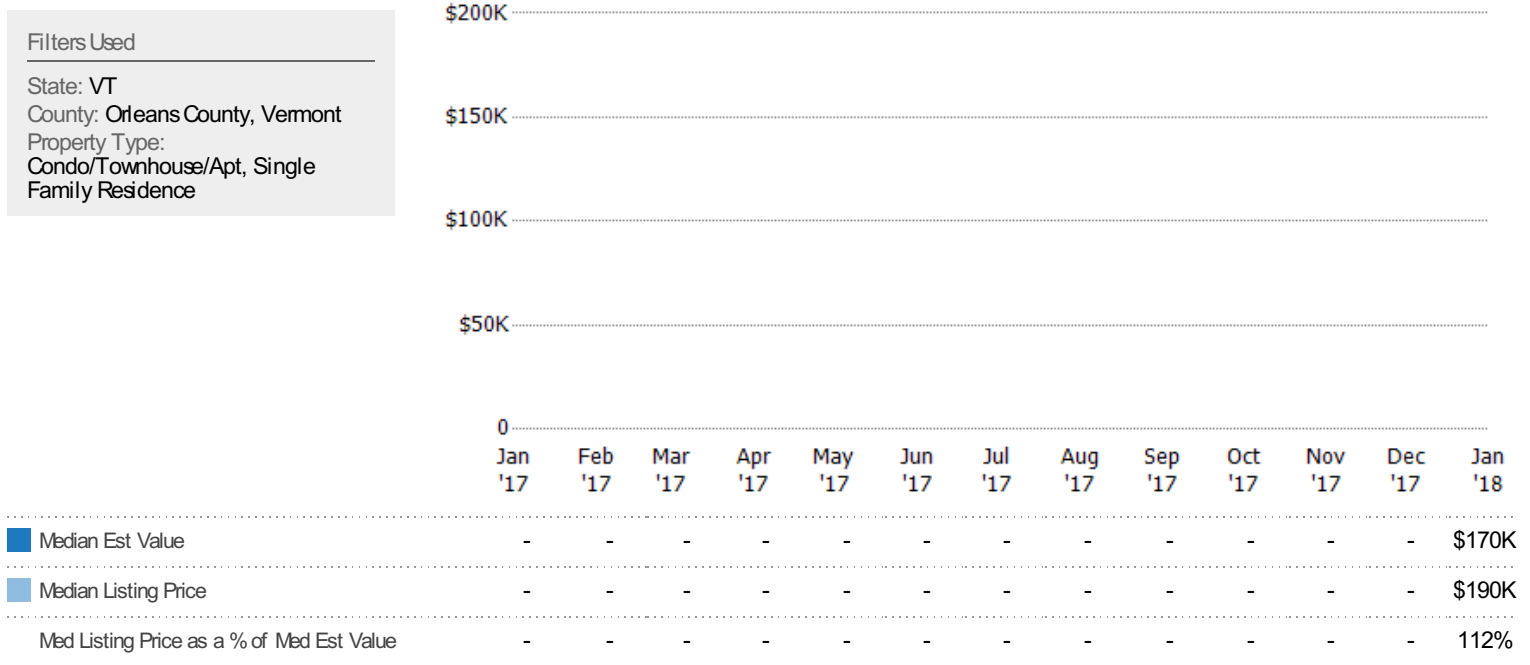 Filters Used
State: VT
County: Orleans County, Vermont
Property Type:
Condo/Townhouse/Apt, Single
Family Residence
$200K
$150K
$100K
$50K
0
Jan Feb Mar Apr May Jun Jul Aug Sep Oct Nov Dec Jan
'17 '17 '17 '17 '17 '17 '17 '17 '17 '17 '17 '17 '18
Median Est Value - - - - - - - - - - - - $170K
Median Listing Price - - - - - - - - - - - - $190K
Med Listing Price as a % of Med Est Value - - - - - - - - - - - - 112%